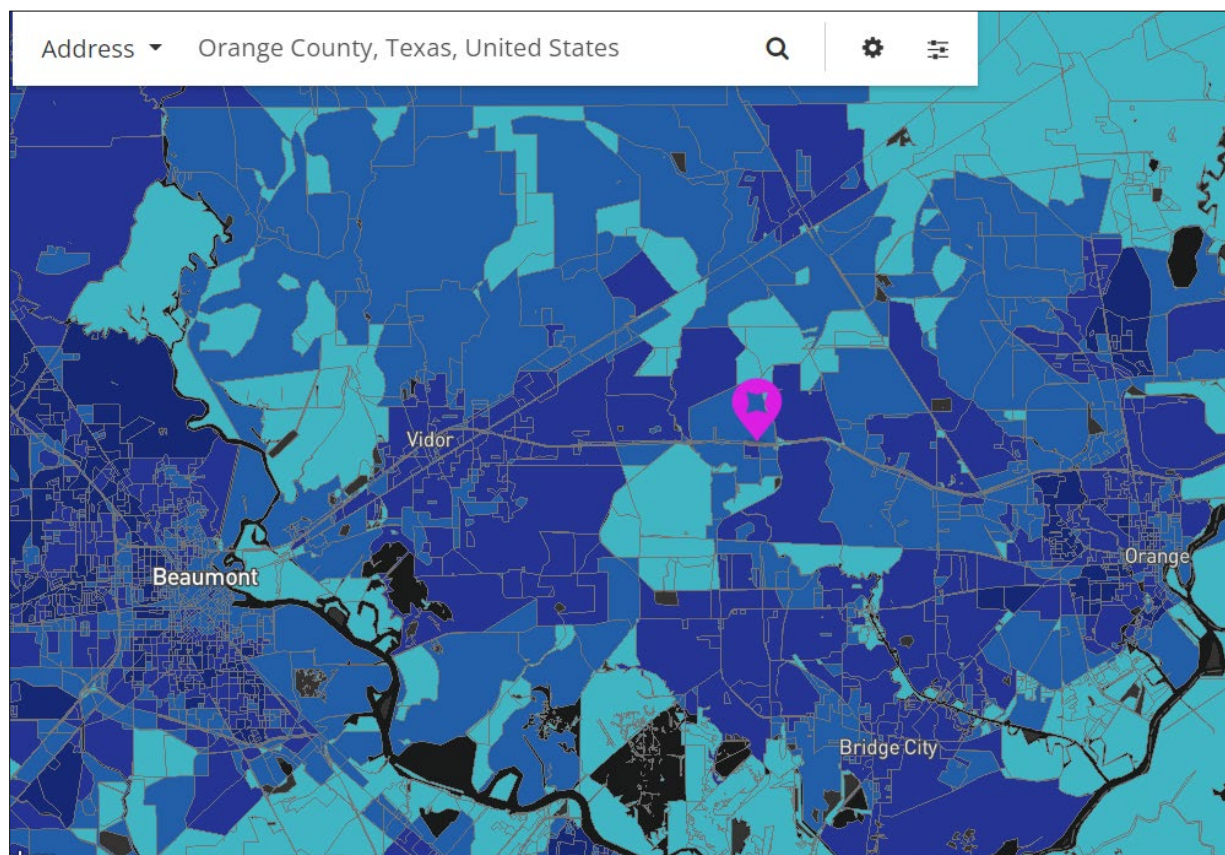 Address Orange County, Texas, United States
Vidor
Beaumont
Orange
Bridge City